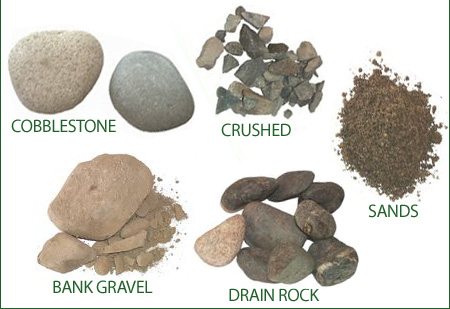 COBBLESTONE
CRUSHED
SANDS
BANK GRAVEL
DRAIN ROCK